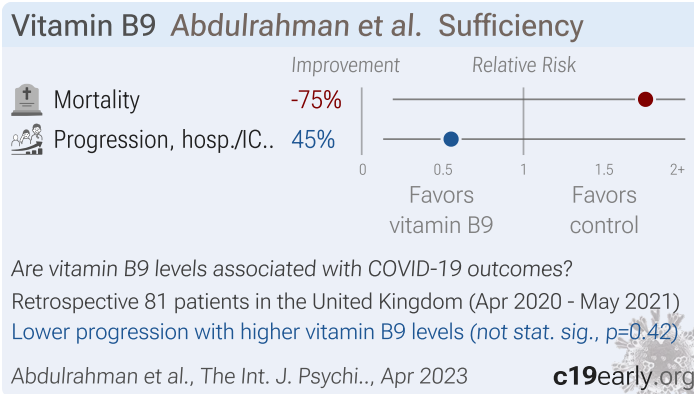 Vitamin B9 Abdulrahman et al. Sufficiency
Improvement Relative Risk
Mortality -75%
Progression, hosp./IC.. 45%
0 0.5 1 1.5 2+
Favors vitamin B9
Favors control
Are vitamin B9 levels associated with COVID-19 outcomes?
Retrospective 81 patients in the United Kingdom (Apr 2020 - May 2021)
Lower progression with higher vitamin B9 levels (not stat. sig., p=0.42)
Abdulrahman et al., The Int. J. Psychi.., Apr 2023 c19early.org